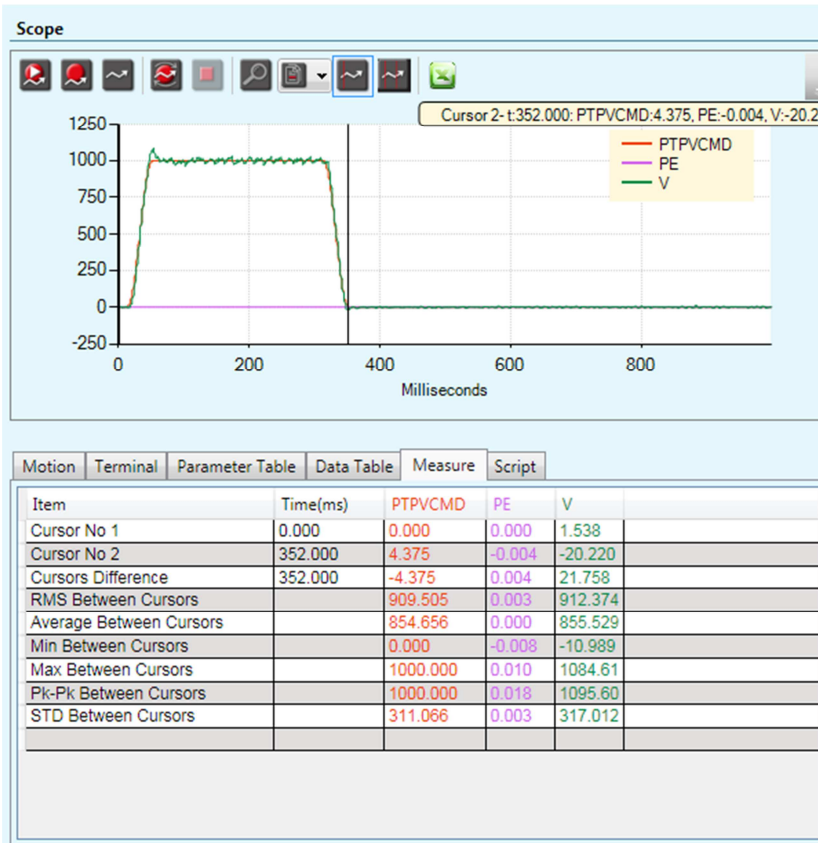 Scope
Cursor 2- t:352.000: PTPVCMD:4.375, PE:-0.004, V:-20.2
1250
1000
750
500
250
0
-250
PTPVCMD
PE
V
0 200 400 600 800
Milliseconds
Motion Terminal Parameter Table Data Table Measure Script
Item Time(ms) PTPVCMD PE V
Cursor No 1 0.000 0.000 0.000 1.538
Cursor No 2 352.000 4.375 -0.004 -20.220
Cursors Difference 352.000 -4.375 0.004 21.758
RMS Between Cursors 909.505 0.003 912.374
Average Between Cursors 854.656 0.000 855.529
Min Between Cursors 0.000 -0.008 -10.989
Max Between Cursors 1000.000 0.010 1084.61
Pk-Pk Between Cursors 1000.000 0.018 1095.60
STD Between Cursors 311.066 0.003 317.012